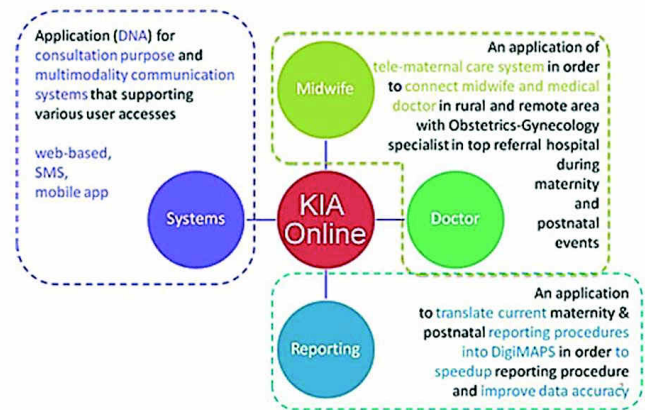 Application (DNA) for
consultation purpose and
multimodality communication
systems that supporting
various user accesses
web-based,
SMS,
mobile app
Midwife
An application of
tele-maternal care system in order
to connect midwife and medical
doctor in rural and remote area
with Obstetrics-Gynecology
specialist in top referral hospital
during
maternity
and
postnatal
events
Systems
KIA
Online
Doctor
Reporting
An application
to translate current maternity &
postnatal reporting procedures
into DigiMAPS in order to
speedup reporting procedure
and improve data accuracy